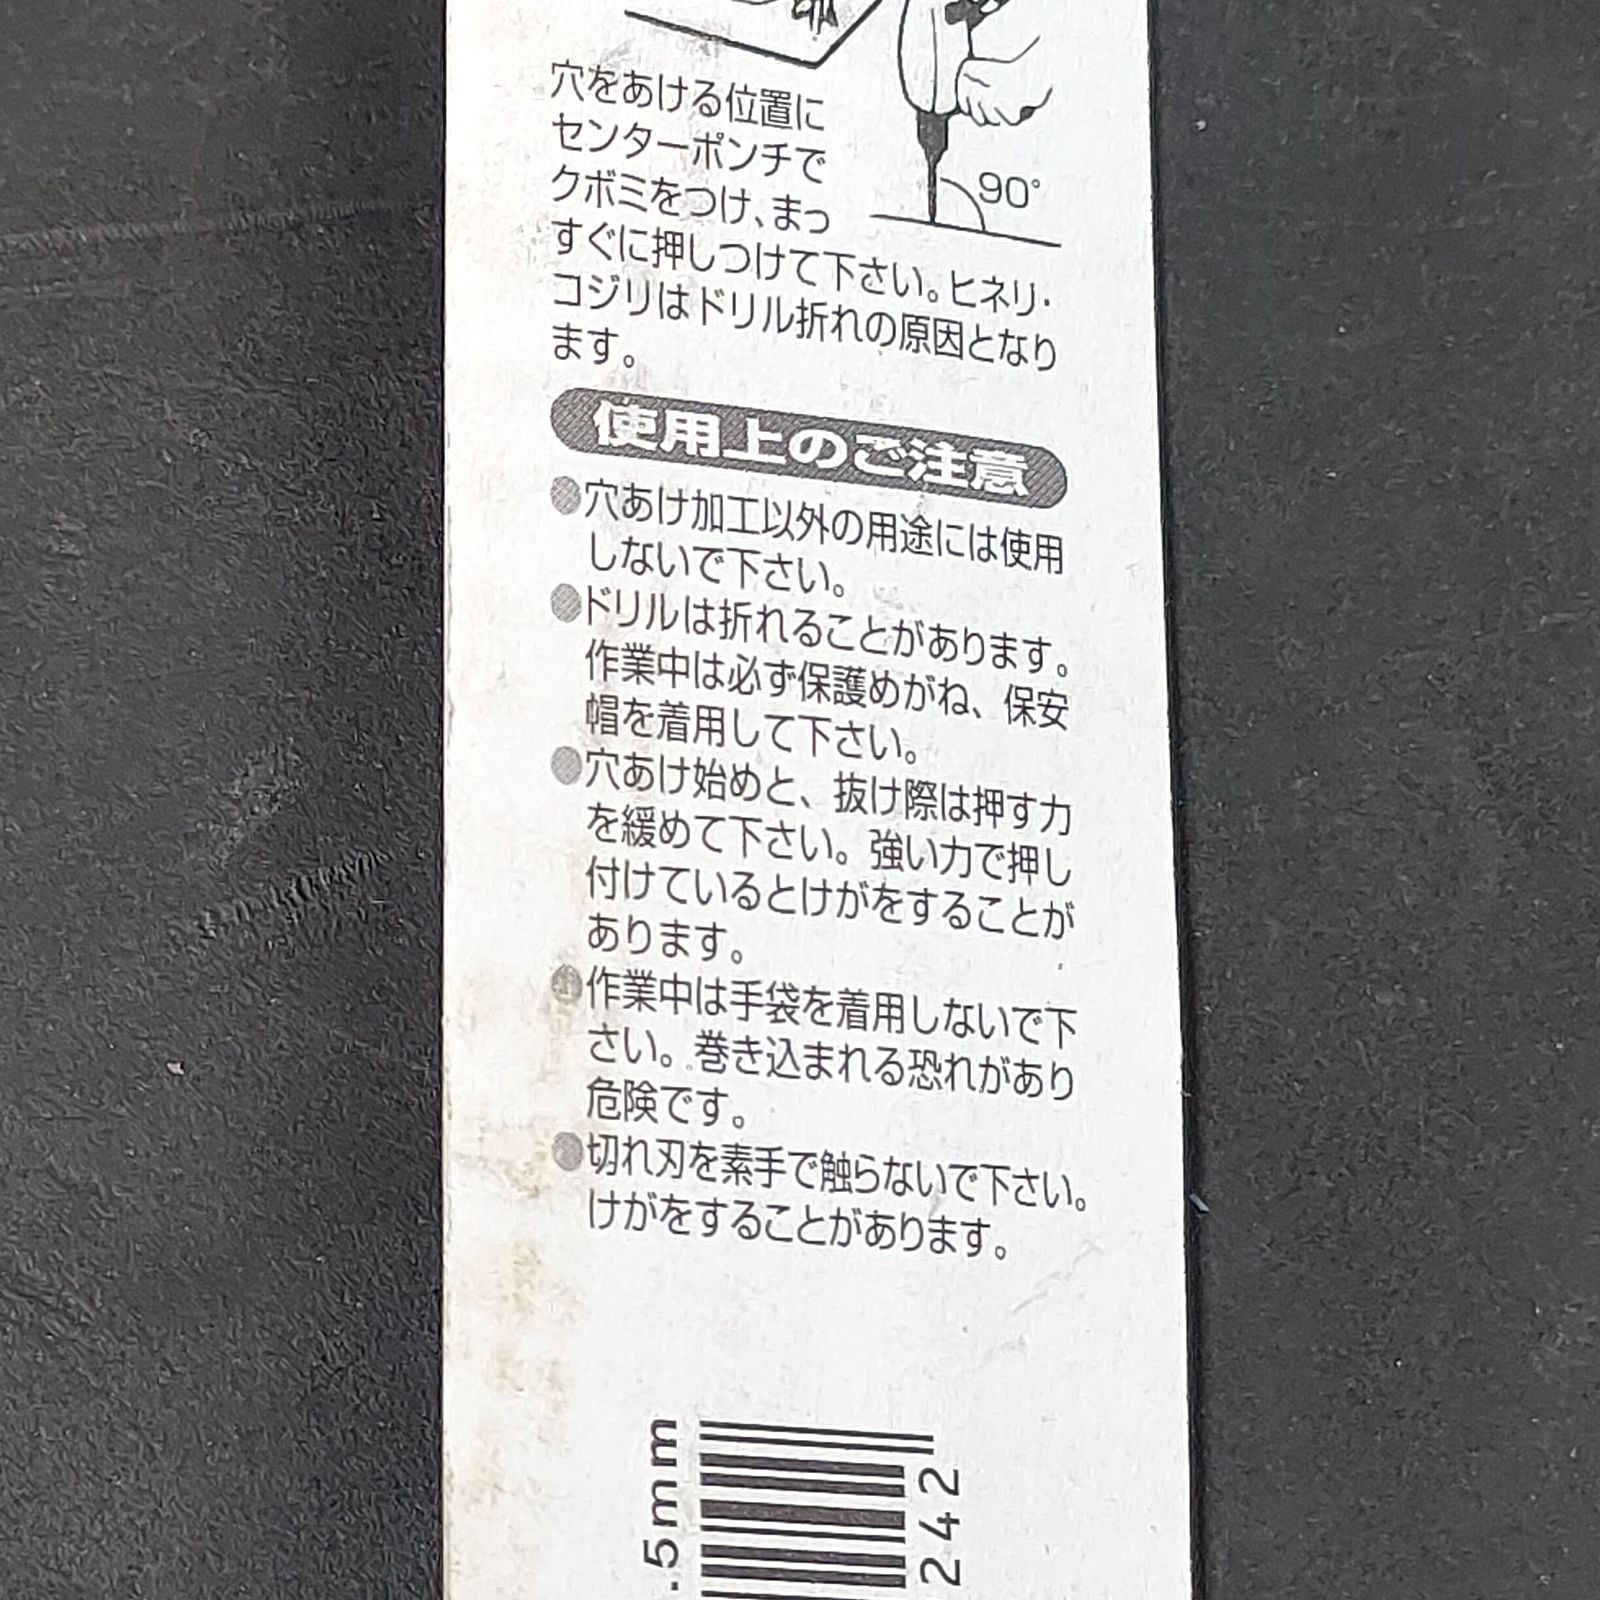 穴をあける位置に
センターポンチで
クボミをつけ、まっ
すぐに押しつけて下さい。ヒネリ・
コジリはドリル折れの原因となり
ます。
90°
使用上のご注意
●穴あけ加工以外の用途には使用
しないで下さい。
●ドリルは折れることがあります。
作業中は必ず保護めがね、保安
帽を着用して下さい。
●穴あけ始めと、抜け際は押す力
を緩めて下さい。強い力で押し
付けているとけがをすることが
あります。
●作業中は手袋を着用しないで下
さい。巻き込まれる恐れがあり
危険です。
●切れ刃を素手で触らないで下さい。
けがをすることがあります。
.5mm
242